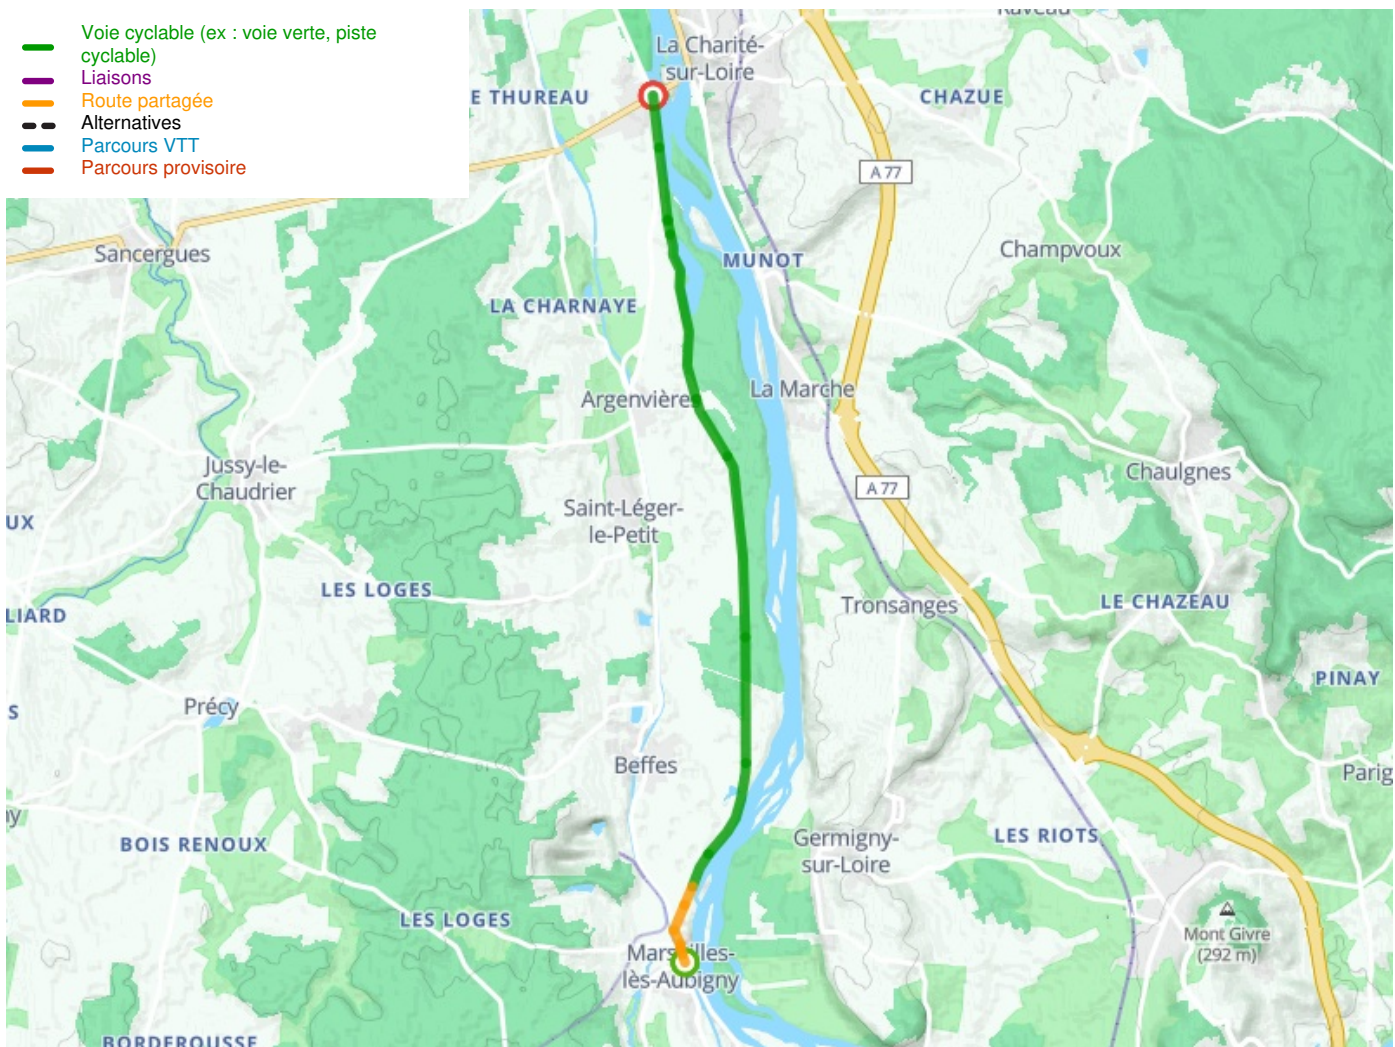 Voie cyclable (ex : voie verte, piste
cyclable)
Liaisons
Route partagée
Alternatives
Parcours VTT
Parcours provisoire
La Charité-
sur-Loire
E THUREAU
CHAZUE
A 77
Sancergues
MUNOT
Champvoux
LA CHARNAYE
La Marche
Argenvière
Jussy-le-
Chaudrier
Chaulgnes
A 77
Saint-Léger-
le-Petit
UX
LES LOGES
Tronsanges
LE CHAZEAU
LIARD
PINAY
Précy
S
Beffes
Parig
BOIS RENOUX
Germigny-
sur-Loire
LES RIOTS
LES LOGES
Mont Givre
(292 m)
Marseilles-
lès-Aubigny
BORDEROUSSE